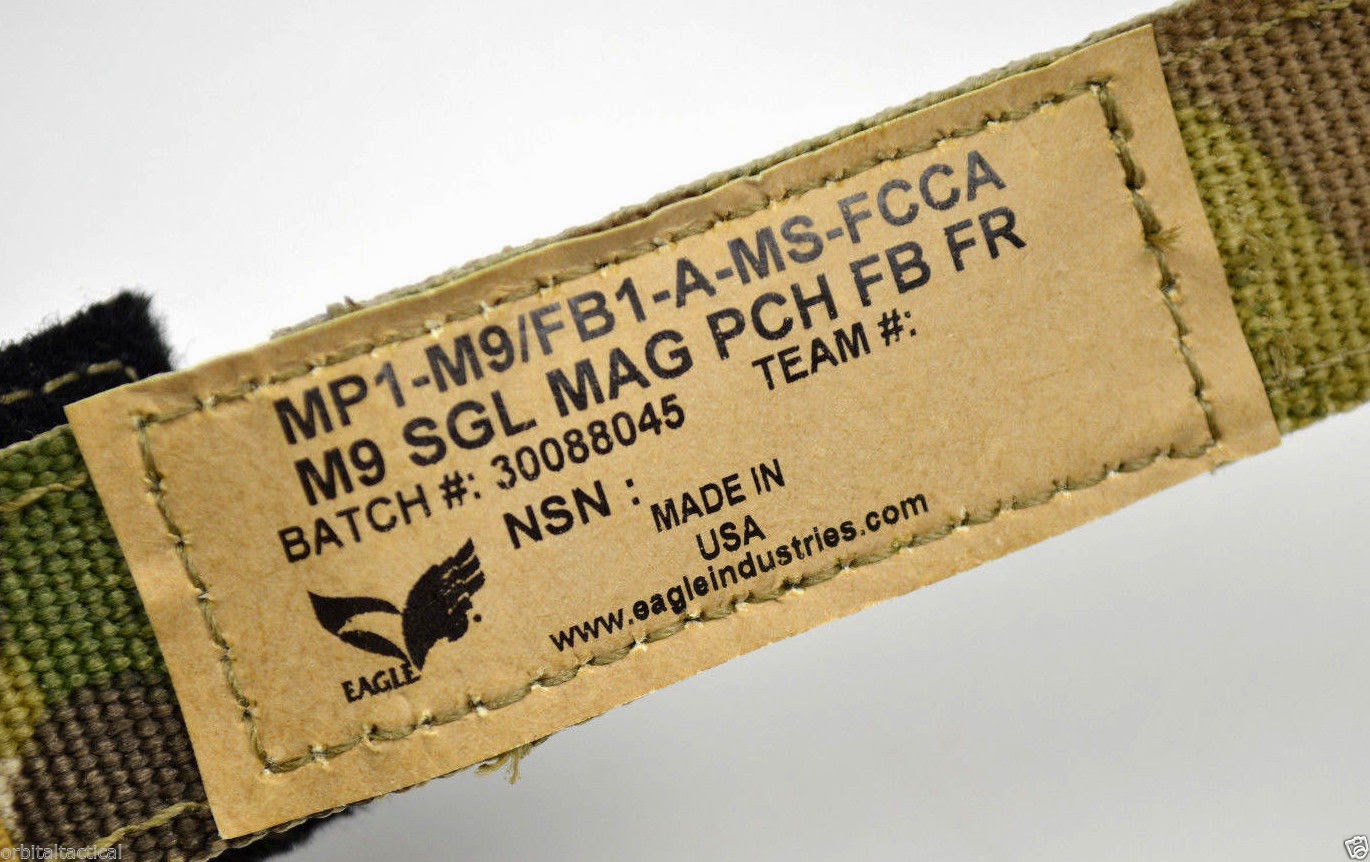 MP1-M9/FB1-A-MS-FCCA
M9 SGL MAG PCH FB FR
BATCH #: 30088045 TEAM #:
NSN :
MADE IN
USA
www.eagleindustries.com
EAGLE
orbitaltactical